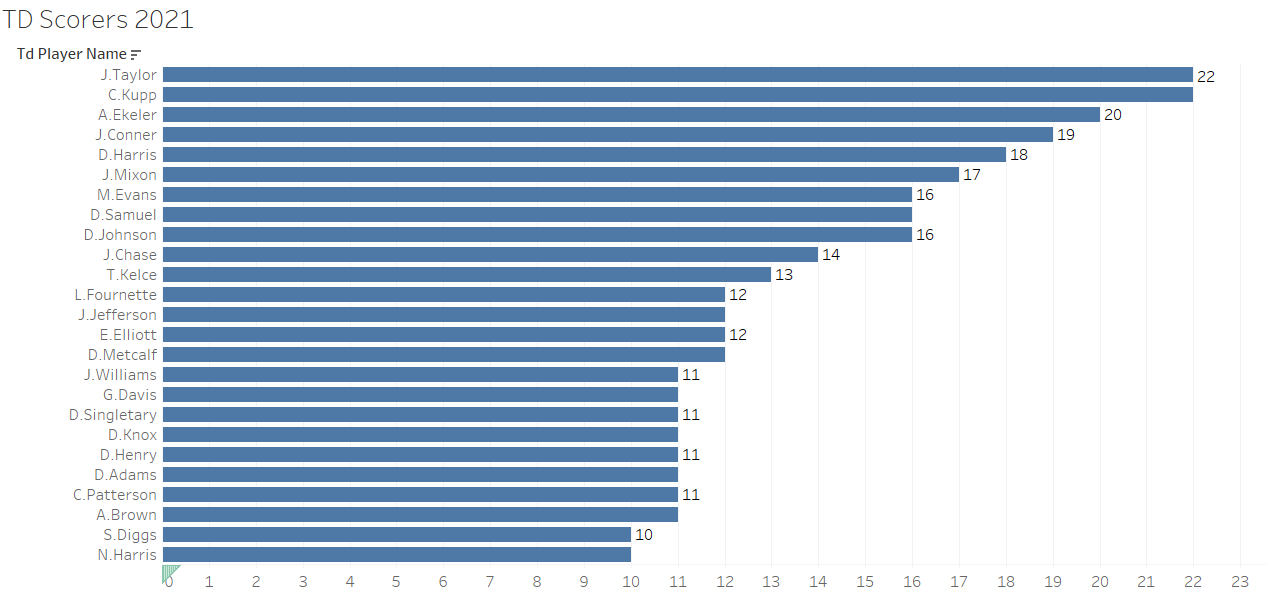 TD Scorers 2021
Td Player Name
J.Taylor 22
C.Kupp
A.Ekeler 20
J.Conner 19
D.Harris 18
J.Mixon 17
M.Evans 16
D.Samuel
D.Johnson 16
J.Chase 14
T.Kelce 13
L.Fournette 12
J.Jefferson
E.Elliott 12
D.Metcalf
J.Williams 11
G.Davis
D.Singletary 11
D.Knox
D.Henry 11
D.Adams
C.Patterson 11
A.Brown
S.Diggs 10
N.Harris
0 1 2 3 4 5 6 7 8 9 10 11 12 13 14 15 16 17 18 19 20 21 22 23